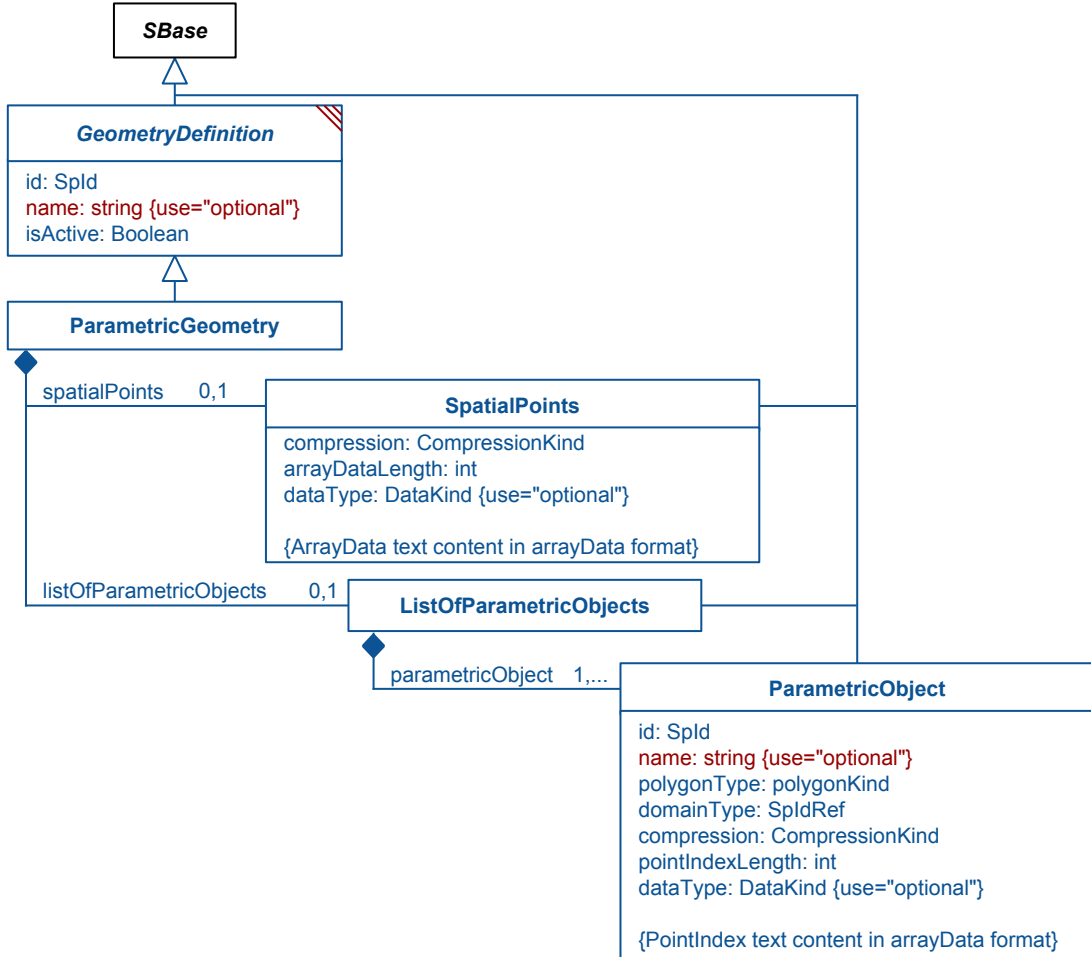 SBase
GeometryDefinition
id: SpId
name: string {use="optional"}
isActive: Boolean
ParametricGeometry
spatialPoints 0,1
SpatialPoints
compression: CompressionKind
arrayDataLength: int
dataType: DataKind {use="optional"}
{ArrayData text content in arrayData format}
listOfParametricObjects 0,1
ListOfParametricObjects
parametricObject 1,...
ParametricObject
id: SpId
name: string {use="optional"}
polygonType: polygonKind
domainType: SpIdRef
compression: CompressionKind
pointIndexLength: int
dataType: DataKind {use="optional"}
{PointIndex text content in arrayData format}